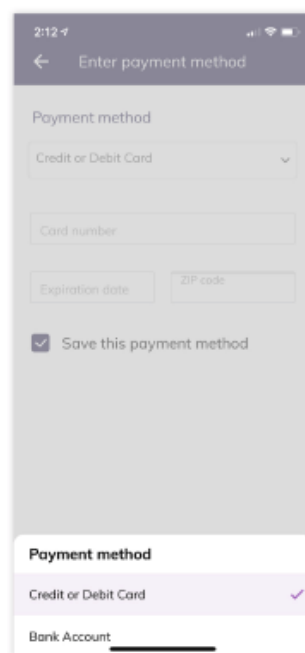 2:12
Enter payment method
Payment method
Credit or Debit Card
Card number
Expiration date
ZIP code
Save this payment method
Payment method
Credit or Debit Card
Bank Account